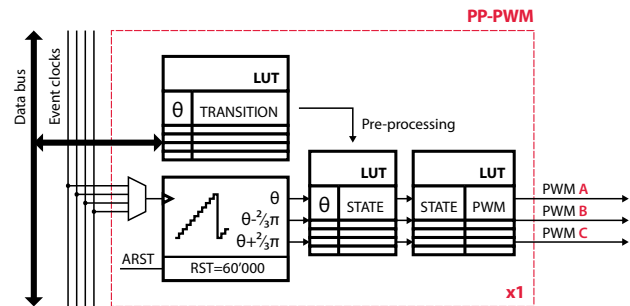 PP-PWM
Data bus
Event clocks
LUT
θ TRANSITION
Pre-processing
LUT
θ STATE
LUT
STATE PWM
θ
θ-²⁄₃π
θ+²⁄₃π
ARST
RST=60'000
PWM A
PWM B
PWM C
x1